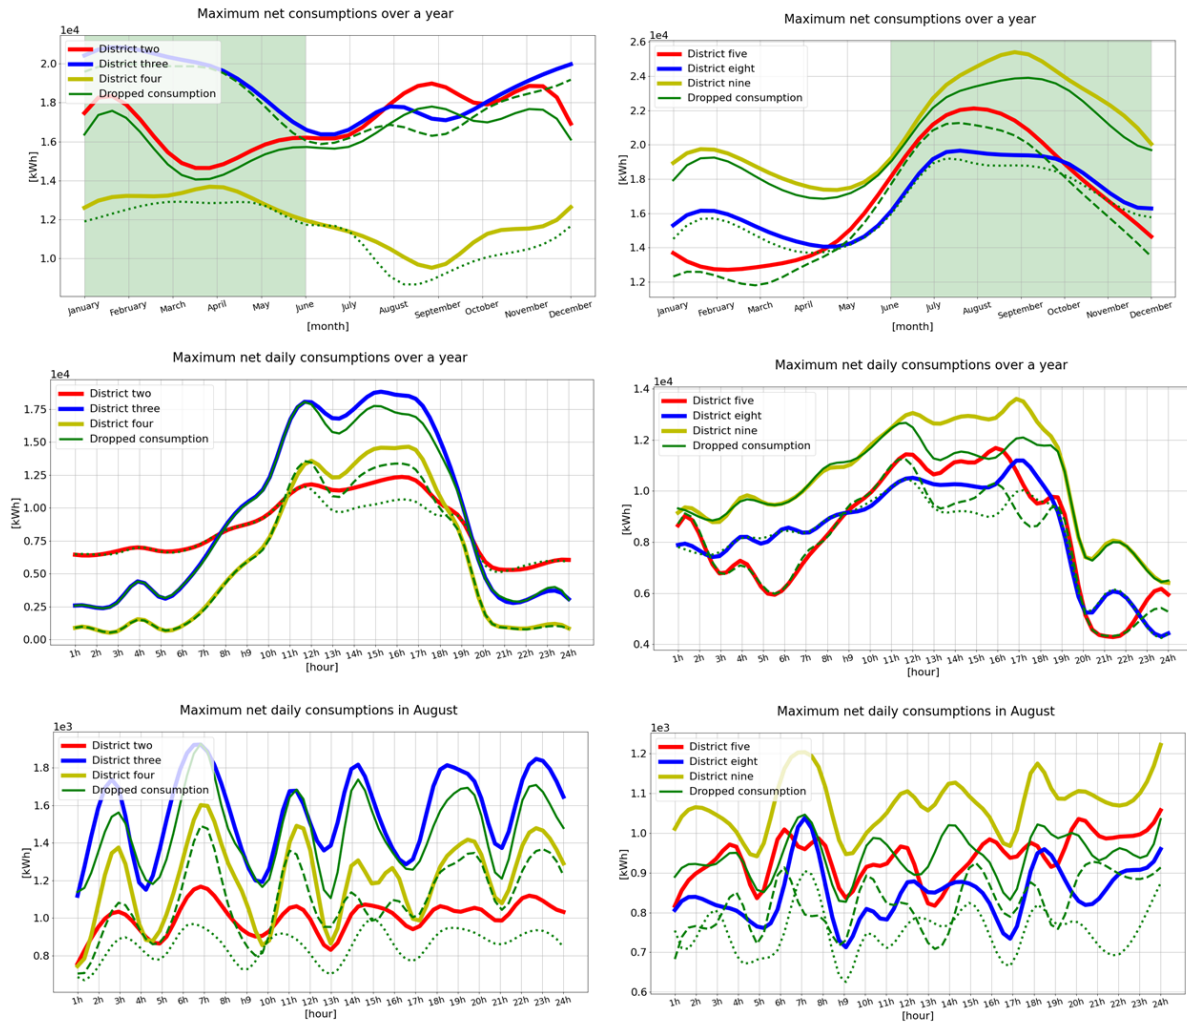 Maximum net consumptions over a year
1e4
District two
District three
District four
Dropped consumption
2.0
1.8
1.6
1.4
1.2
1.0
[kWh]
January February March April May June July August September October November December
[month]
Maximum net consumptions over a year
1e4
District five
District eight
District nine
Dropped consumption
2.6
2.4
2.2
2.0
1.8
1.6
1.4
1.2
[kWh]
January February March April May June July August September October November December
[month]
Maximum net daily consumptions over a year
1e4
District two
District three
District four
Dropped consumption
1.75
1.50
1.25
1.00
0.75
0.50
0.25
0.00
[kWh]
1h 2h 3h 4h 5h 6h 7h 8h h9 10h 11h 12h 13h 14h 15h 16h 17h 18h 19h 20h 21h 22h 23h 24h
[hour]
Maximum net daily consumptions over a year
1e4
District five
District eight
District nine
Dropped consumption
1.4
1.2
1.0
0.8
0.6
0.4
[kWh]
1h 2h 3h 4h 5h 6h 7h 8h h9 10h 11h 12h 13h 14h 15h 16h 17h 18h 19h 20h 21h 22h 23h 24h
[hour]
Maximum net daily consumptions in August
1e3
District two
District three
District four
Dropped consumption
1.8
1.6
1.4
1.2
1.0
0.8
[kWh]
1h 2h 3h 4h 5h 6h 7h 8h h9 10h 11h 12h 13h 14h 15h 16h 17h 18h 19h 20h 21h 22h 23h 24h
[hour]
Maximum net daily consumptions in August
1e3
District five
District eight
District nine
Dropped consumption
1.2
1.1
1.0
0.9
0.8
0.7
0.6
[kWh]
1h 2h 3h 4h 5h 6h 7h 8h h9 10h 11h 12h 13h 14h 15h 16h 17h 18h 19h 20h 21h 22h 23h 24h
[hour]